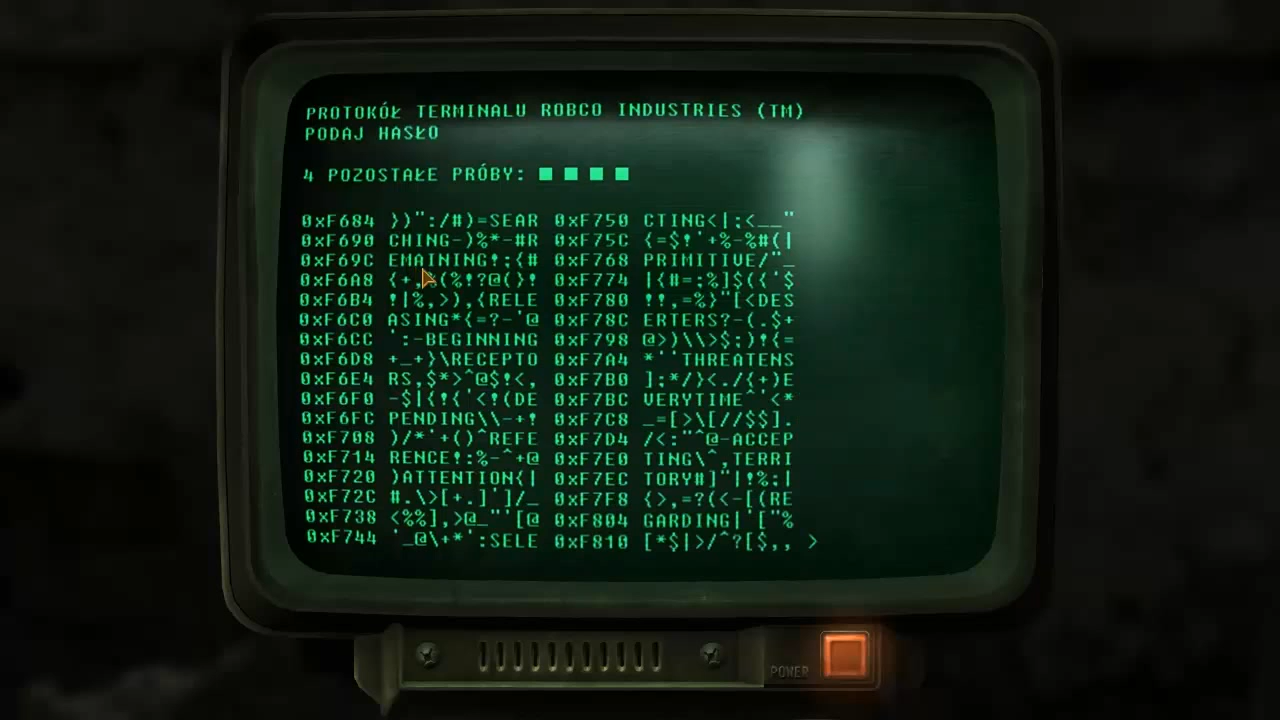 PROTOKÓŁ TERMINALU ROBCO INDUSTRIES (TM)
PODAJ HASŁO
4 POZOSTAŁE PRÓBY: ■ ■ ■ ■
0xF684 })":/#)=SEAR 0xF750 CTING<|;<__"
0xF690 CHING-)%*-#R 0xF75C {=$!'+%-%#(|
0xF69C EMAINING!;{# 0xF768 PRIMITIVE/"_
0xF6A8 {+,%(%!?@(}! 0xF774 |{#=:%]$({'$
0xF6B4 !|%,>),{RELE 0xF780 !!,=%}"[<DES
0xF6C0 ASING*{=?-'@ 0xF78C ERTERS?-(.$+
0xF6CC ':-BEGINNING 0xF798 @>)\\>$;)!{=
0xF6D8 +_+}\RECEPTO 0xF7A4 *''THREATENS
0xF6E4 RS,$*>^@$!<, 0xF7B0 ];*/}<./{+)E
0xF6F0 -$|{!{'<!(DE 0xF7BC VERYTIME^'<*
0xF6FC PENDING\\-+! 0xF7C8 _=[>\[//$$].
0xF708 )/*'+()^REFE 0xF7D4 /<:"^@-ACCEP
0xF714 RENCE!:%-^+@ 0xF7E0 TING\^,TERRI
0xF720 )ATTENTION{| 0xF7EC TORY#]"|!%:|
0xF72C #.\>[+.]']/_ 0xF7F8 {>,=?(<-[(RE
0xF738 <%%],>@_"'[@ 0xF804 GARDING|'["%
0xF744 '_@\+*':SELE 0xF810 [*$|>/^?[$,, >
POWER